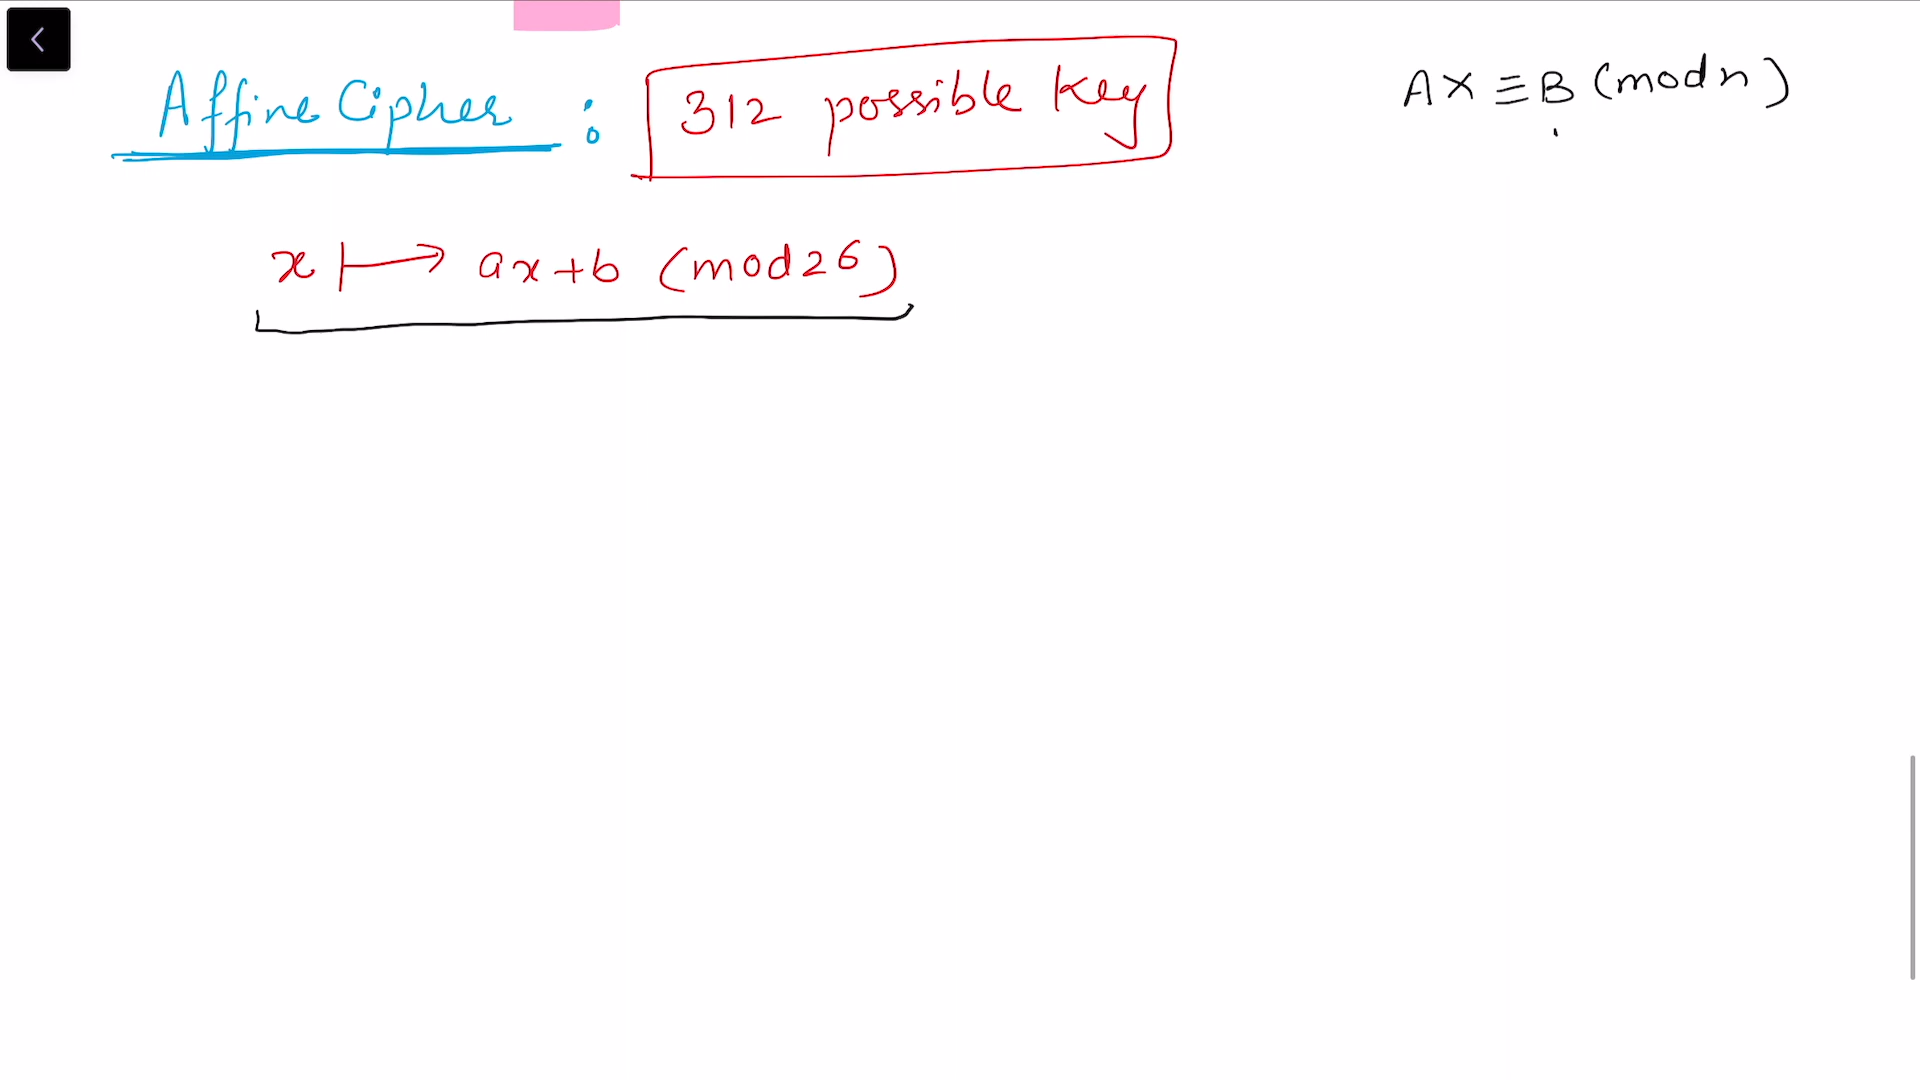 Affine Cipher : 312 possible key
AX ≡ B (mod n)
x ↦ ax+b (mod 26)